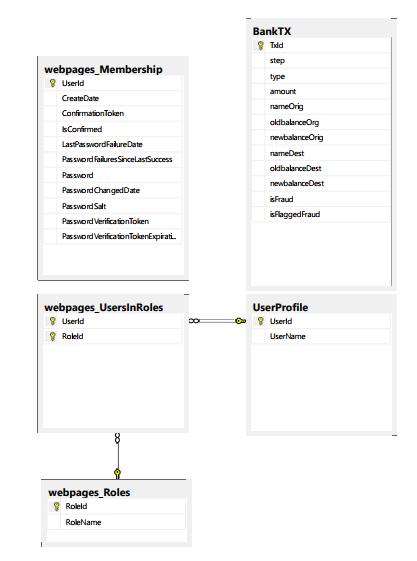 BankTX
TxId
step
type
amount
nameOrig
oldbalanceOrg
newbalanceOrig
nameDest
oldbalanceDest
newbalanceDest
isFraud
isFlaggedFraud
webpages_Membership
UserId
CreateDate
ConfirmationToken
IsConfirmed
LastPasswordFailureDate
PasswordFailuresSinceLastSuccess
Password
PasswordChangedDate
PasswordSalt
PasswordVerificationToken
PasswordVerificationTokenExpirati...
webpages_UsersInRoles
UserId
RoleId
UserProfile
UserId
UserName
webpages_Roles
RoleId
RoleName